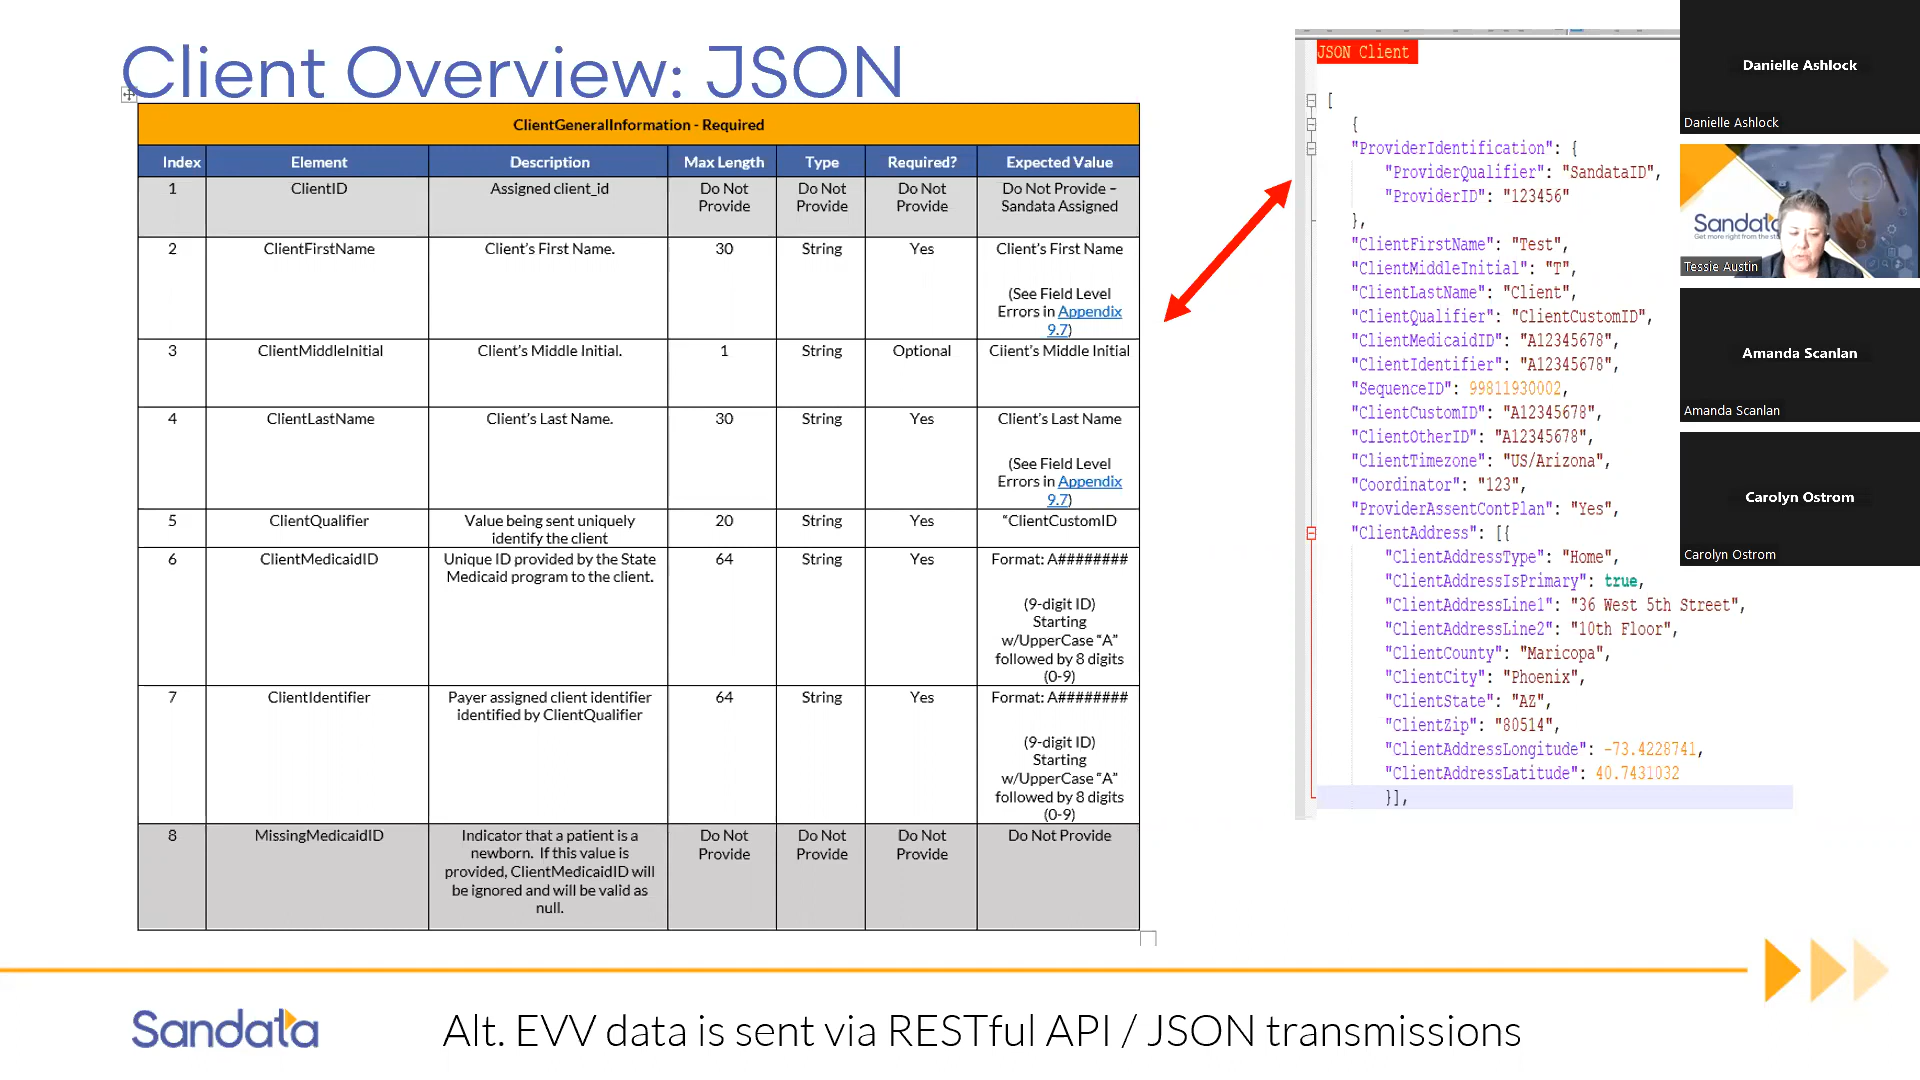 Client Overview: JSON
ClientGeneralInformation - Required
Index Element Description Max Length Type Required? Expected Value
1 ClientID Assigned client_id Do Not Provide Do Not Provide Do Not Provide Do Not Provide – Sandata Assigned
2 ClientFirstName Client’s First Name. 30 String Yes Client’s First Name
(See Field Level
Errors in Appendix
9.7)
3 ClientMiddleInitial Client’s Middle Initial. 1 String Optional Client’s Middle Initial
4 ClientLastName Client’s Last Name. 30 String Yes Client’s Last Name
(See Field Level
Errors in Appendix
9.7)
5 ClientQualifier Value being sent uniquely identify the client 20 String Yes “ClientCustomID
6 ClientMedicaidID Unique ID provided by the State Medicaid program to the client. 64 String Yes Format: A########
(9-digit ID)
Starting
w/UpperCase “A”
followed by 8 digits
(0-9)
7 ClientIdentifier Payer assigned client identifier identified by ClientQualifier 64 String Yes Format: A########
(9-digit ID)
Starting
w/UpperCase “A”
followed by 8 digits
(0-9)
8 MissingMedicaidID Indicator that a patient is a newborn. If this value is provided, ClientMedicaidID will be ignored and will be valid as null. Do Not Provide Do Not Provide Do Not Provide Do Not Provide
JSON Client
[
{
"ProviderIdentification": {
"ProviderQualifier": "SandataID",
"ProviderID": "123456"
},
"ClientFirstName": "Test",
"ClientMiddleInitial": "T",
"ClientLastName": "Client",
"ClientQualifier": "ClientCustomID",
"ClientMedicaidID": "A12345678",
"ClientIdentifier": "A12345678",
"SequenceID": 99811930002,
"ClientCustomID": "A12345678",
"ClientOtherID": "A12345678",
"ClientTimezone": "US/Arizona",
"Coordinator": "123",
"ProviderAssentContPlan": "Yes",
"ClientAddress": [{
"ClientAddressType": "Home",
"ClientAddressIsPrimary": true,
"ClientAddressLine1": "36 West 5th Street",
"ClientAddressLine2": "10th Floor",
"ClientCounty": "Maricopa",
"ClientCity": "Phoenix",
"ClientState": "AZ",
"ClientZip": "80514",
"ClientAddressLongitude": -73.4228741,
"ClientAddressLatitude": 40.7431032
}],
Danielle Ashlock
Danielle Ashlock
Sandata
Tessie Austin
Amanda Scanlan
Amanda Scanlan
Carolyn Ostrom
Carolyn Ostrom
Sandata
Alt. EVV data is sent via RESTful API / JSON transmissions